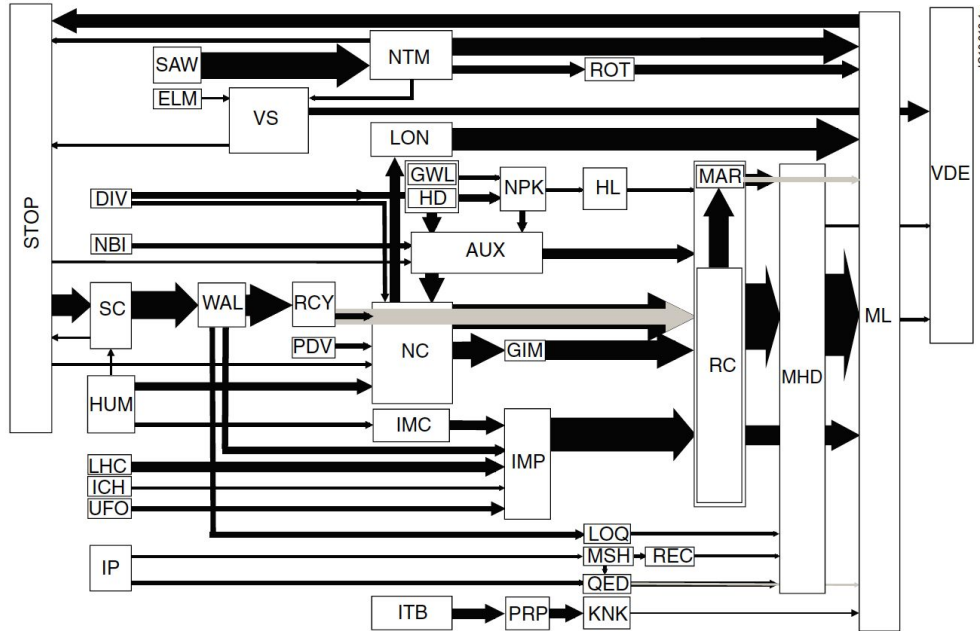 STOP
SAW
NTM
ROT
ELM
VS
LON
VDE
GWL
NPK
HL
MAR
DIV
HD
NBI
AUX
SC
WAL
RCY
NC
ML
PDV
GIM
RC
MHD
HUM
IMC
IMP
LHC
ICH
UFO
LOQ
IP
MSH
REC
QED
ITB
PRP
KNK